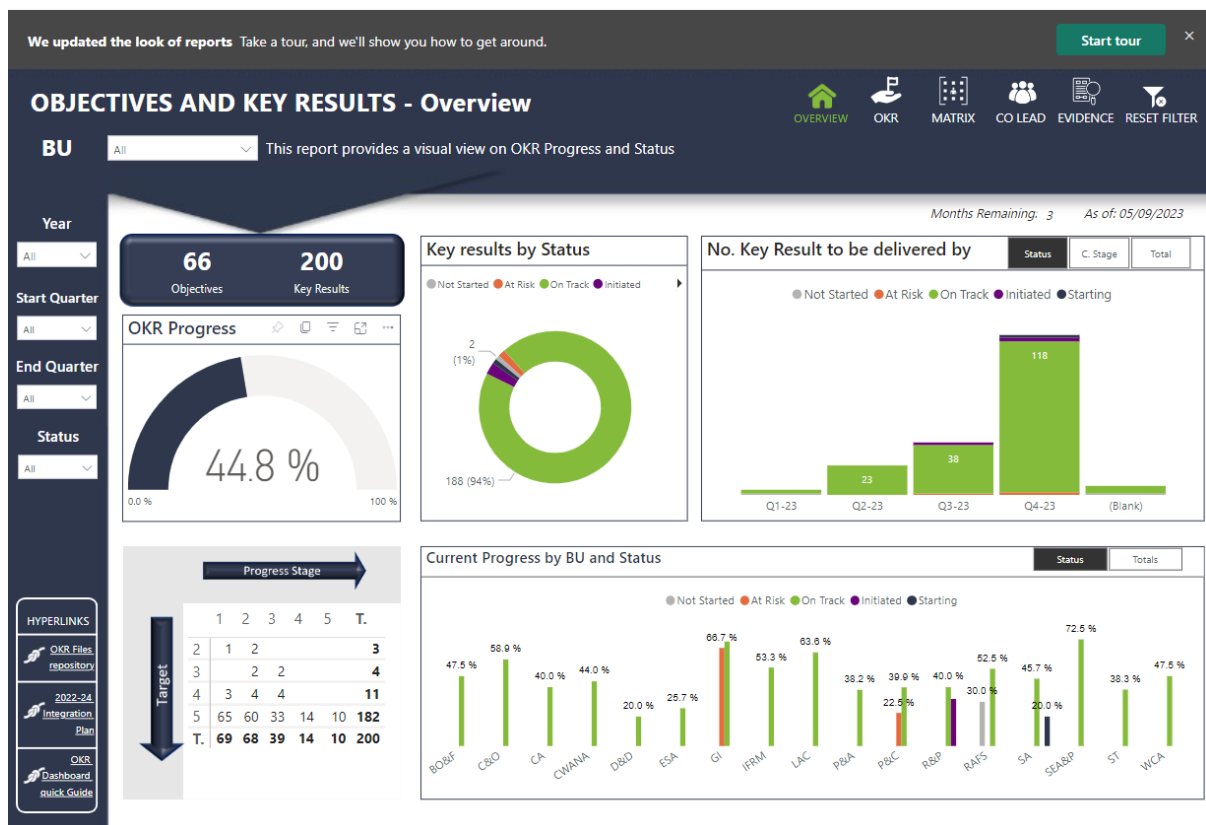 We updated the look of reports Take a tour, and we'll show you how to get around.
Start tour
OBJECTIVES AND KEY RESULTS - Overview
OVERVIEW
OKR
MATRIX
CO LEAD
EVIDENCE
RESET FILTER
BU
All
This report provides a visual view on OKR Progress and Status
Months Remaining: 3
As of: 05/09/2023
Year
All
Start Quarter
All
End Quarter
All
Status
All
HYPERLINKS
OKR Files
repository
2022-24
Integration
Plan
OKR
Dashboard
quick Guide
66
Objectives
200
Key Results
OKR Progress
44.8 %
0.0 %
100 %
Key results by Status
Not Started At Risk On Track Initiated
2
(1%)
188 (94%)
No. Key Result to be delivered by
Status
C. Stage
Total
Not Started At Risk On Track Initiated Starting
23
38
118
Q1-23 Q2-23 Q3-23 Q4-23 (Blank)
Progress Stage
Target
1 2 3 4 5 T.
2 1 2 3
3 2 2 4
4 3 4 4 11
5 65 60 33 14 10 182
T. 69 68 39 14 10 200
Current Progress by BU and Status
Status
Totals
Not Started At Risk On Track Initiated Starting
47.5 %
58.9 %
40.0 %
44.0 %
20.0 %
25.7 %
66.7 %
53.3 %
63.6 %
38.2 %
22.5 %
39.9 %
40.0 %
30.0 %
52.5 %
45.7 %
20.0 %
72.5 %
38.3 %
47.5 %
BO&F
C&O
CA
CWANA
D&D
ESA
GI
IFRM
LAC
P&A
P&C
R&P
RAFS
SA
SEA&P
ST
WCA